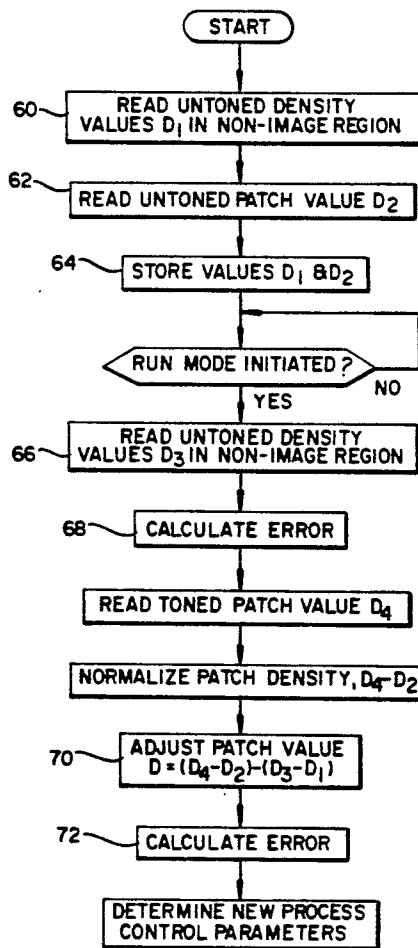 START
60
READ UNTONED DENSITY
VALUES D1 IN NON-IMAGE REGION
62
READ UNTONED PATCH VALUE D2
64
STORE VALUES D1 & D2
RUN MODE INITIATED?
NO
YES
66
READ UNTONED DENSITY
VALUES D3 IN NON-IMAGE REGION
68
CALCULATE ERROR
READ TONED PATCH VALUE D4
NORMALIZE PATCH DENSITY, D4-D2
70
ADJUST PATCH VALUE
D = (D4-D2)-(D3-D1)
72
CALCULATE ERROR
DETERMINE NEW PROCESS
CONTROL PARAMETERS